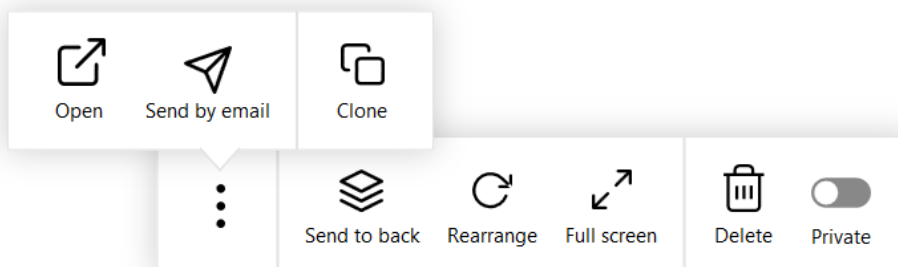 Open
Send by email
Clone
Send to back
Rearrange
Full screen
Delete
Private